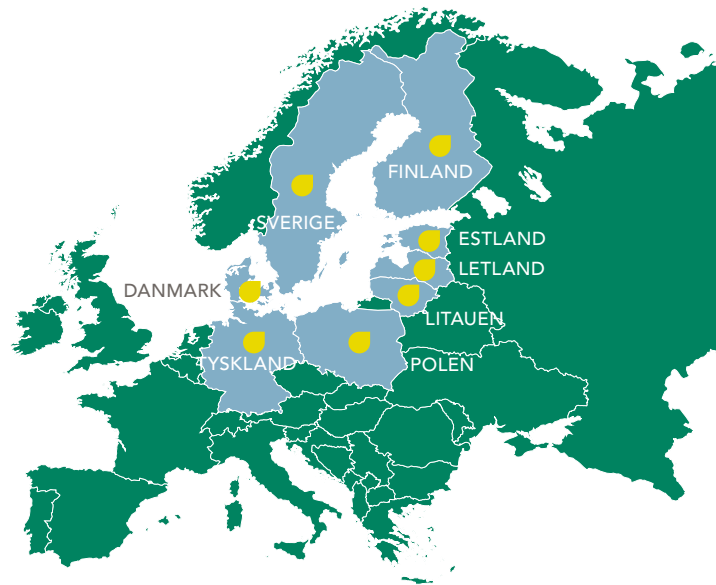 FINLAND
SVERIGE
ESTLAND
LETLAND
DANMARK
LITAUEN
TYSKLAND
POLEN